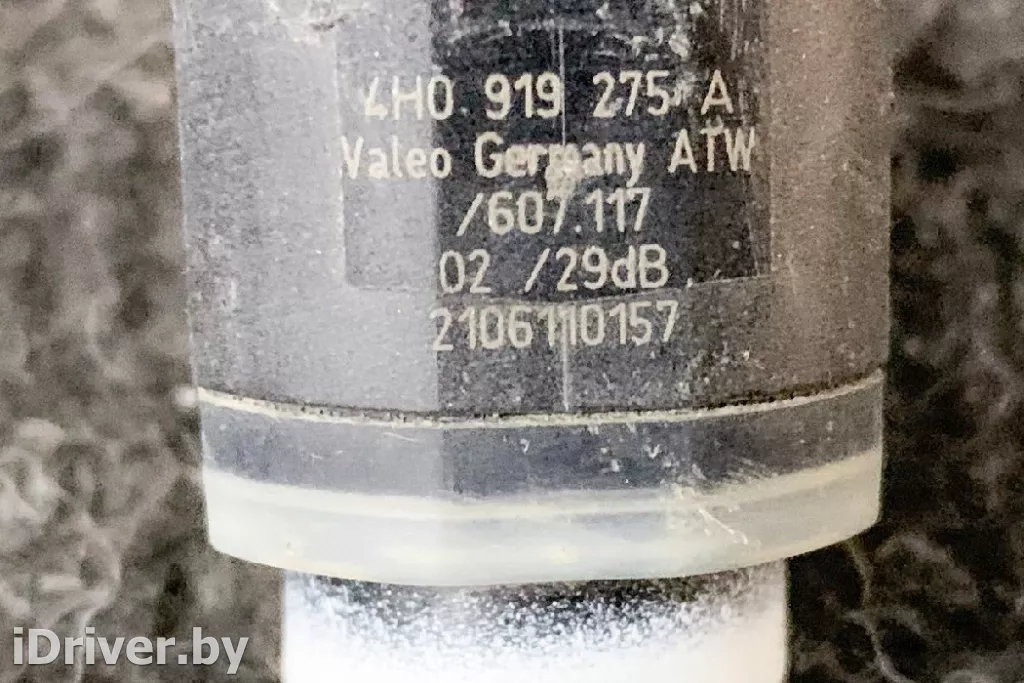 4H0 919 275 A
Valeo Germany ATW
/607.117
02 /29dB
2106110157
iDriver.by